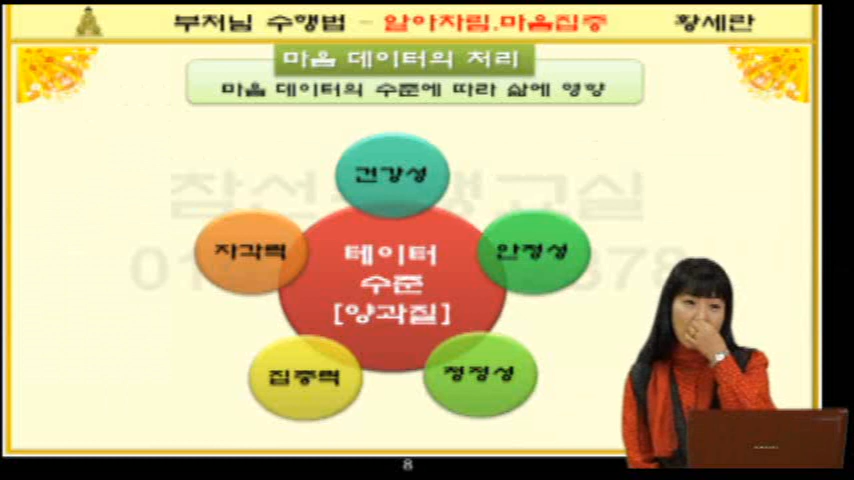 부처님 수행법 - 알아차림.마음집중 황세란
마음 데이터의 처리
마음 데이터의 수준에 따라 삶에 영향
건강성
자각력
테이터
수준
[양과질]
안정성
집중력
정정성
8